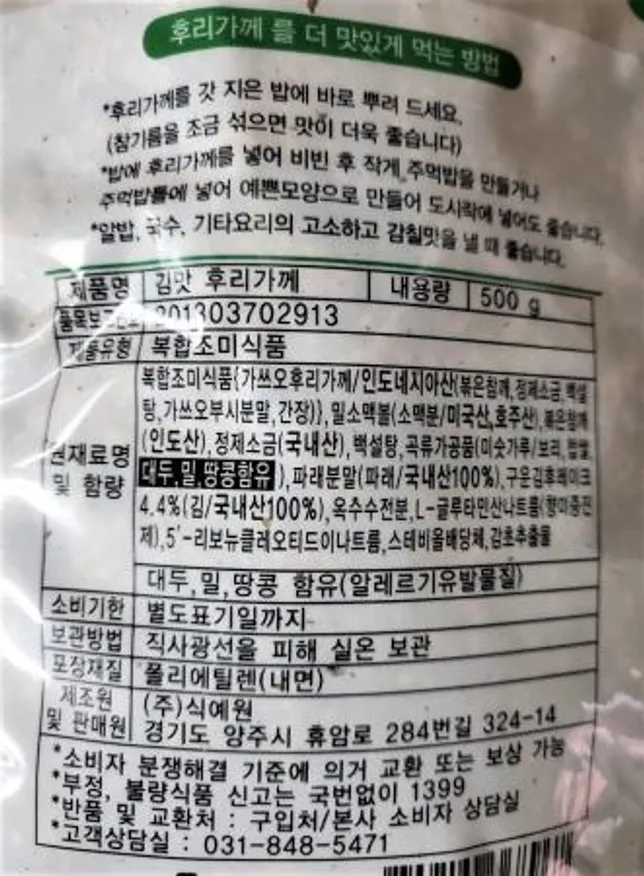 후리가께 를 더 맛있게 먹는 방법
*후리가께를 갓 지은 밥에 바로 뿌려 드세요.
(참기름을 조금 섞으면 맛이 더욱 좋습니다)
*밥에 후리가께를 넣어 비빈 후 작게 주먹밥을 만들거나
주먹밥틀에 넣어 예쁜모양으로 만들어 도시락에 넣어도 좋습니다.
*알밥, 국수, 기타요리의 고소하고 감칠맛을 낼 때 좋습니다.
제품명 김맛 후리가께 내용량 500 g
품목보고번호 201303702913
제품유형 복합조미식품
복합조미식품{가쓰오후리가께/인도네지아산(볶은참깨,정제소금,백설
탕,가쓰오부시분말,간장)}, 밀소맥볼(소맥분/미국산,호주산), 볶은참깨
원재료명 (인도산),정제소금(국내산),백설탕,곡류가공품(미숫가루/보리,쌀,
및 함량 대두,밀,땅콩함유),파래분말(파래/국내산100%),구운김후레이크
4.4%(김/국내산100%),옥수수전분,L-글루타민산나트륨(향미증진
제),5'-리보뉴클레오티드이나트륨,스테비올배당체,감초추출물
대두,밀,땅콩 함유(알레르기유발물질)
소비기한 별도표기일까지
보관방법 직사광선을 피해 실온 보관
포장재질 폴리에틸렌(내면)
제조원 (주)식예원
및 판매원 경기도 양주시 휴암로 284번길 324-14
*소비자 분쟁해결 기준에 의거 교환 또는 보상 가능
*부정, 불량식품 신고는 국번없이 1399
*반품 및 교환처 : 구입처/본사 소비자 상담실
*고객상담실 : 031-848-5471